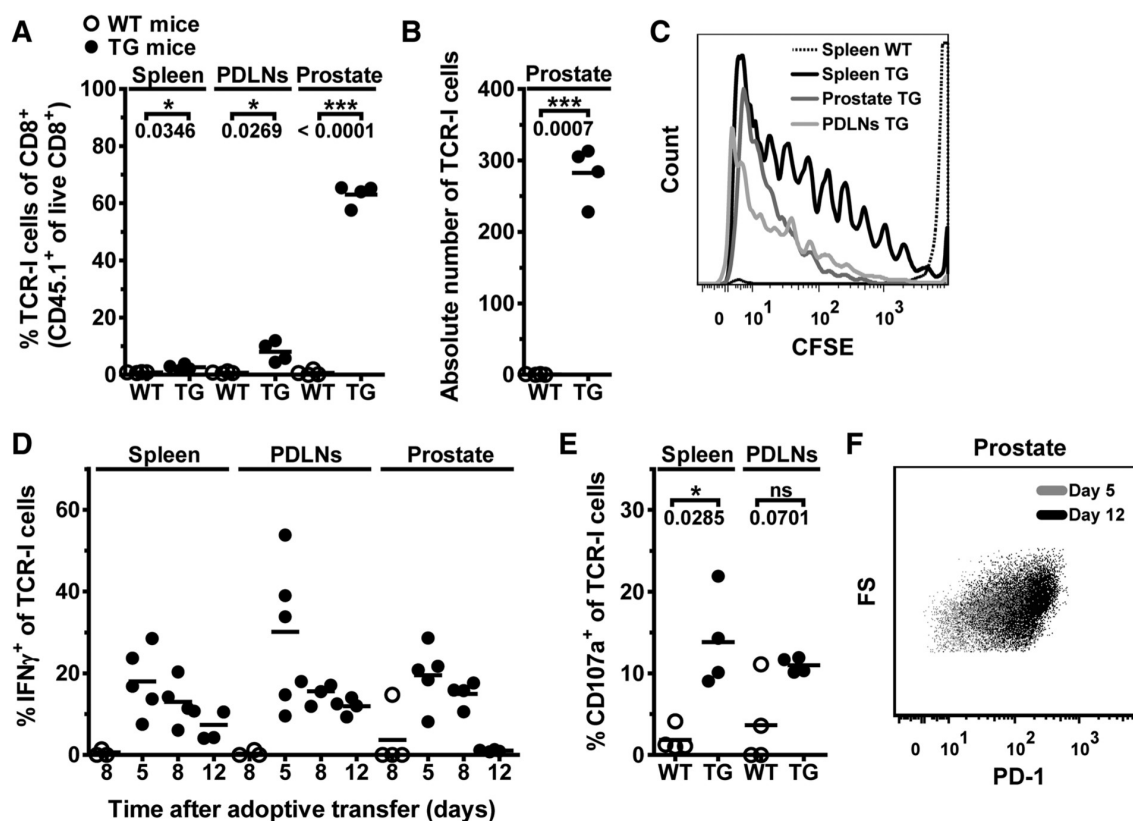 A
○ WT mice
● TG mice
Spleen PDLNs Prostate
* * ***
0.0346 0.0269 < 0.0001
% TCR-I cells of CD8⁺
(CD45.1⁺ of live CD8⁺)
100
80
60
40
20
0
WT TG WT TG WT TG
B
Prostate
***
0.0007
Absolute number of TCR-I cells
400
300
200
100
0
WT TG
C
Spleen WT
Spleen TG
Prostate TG
PDLNs TG
Count
0 10¹ 10² 10³
CFSE
D
Spleen PDLNs Prostate
% IFNγ⁺ of TCR-I cells
60
40
20
0
8 5 8 12 8 5 8 12 8 5 8 12
Time after adoptive transfer (days)
E
Spleen PDLNs
* ns
0.0285 0.0701
% CD107a⁺ of TCR-I cells
30
20
10
0
WT TG WT TG
F
Prostate
Day 5
Day 12
FS
0 10¹ 10² 10³
PD-1